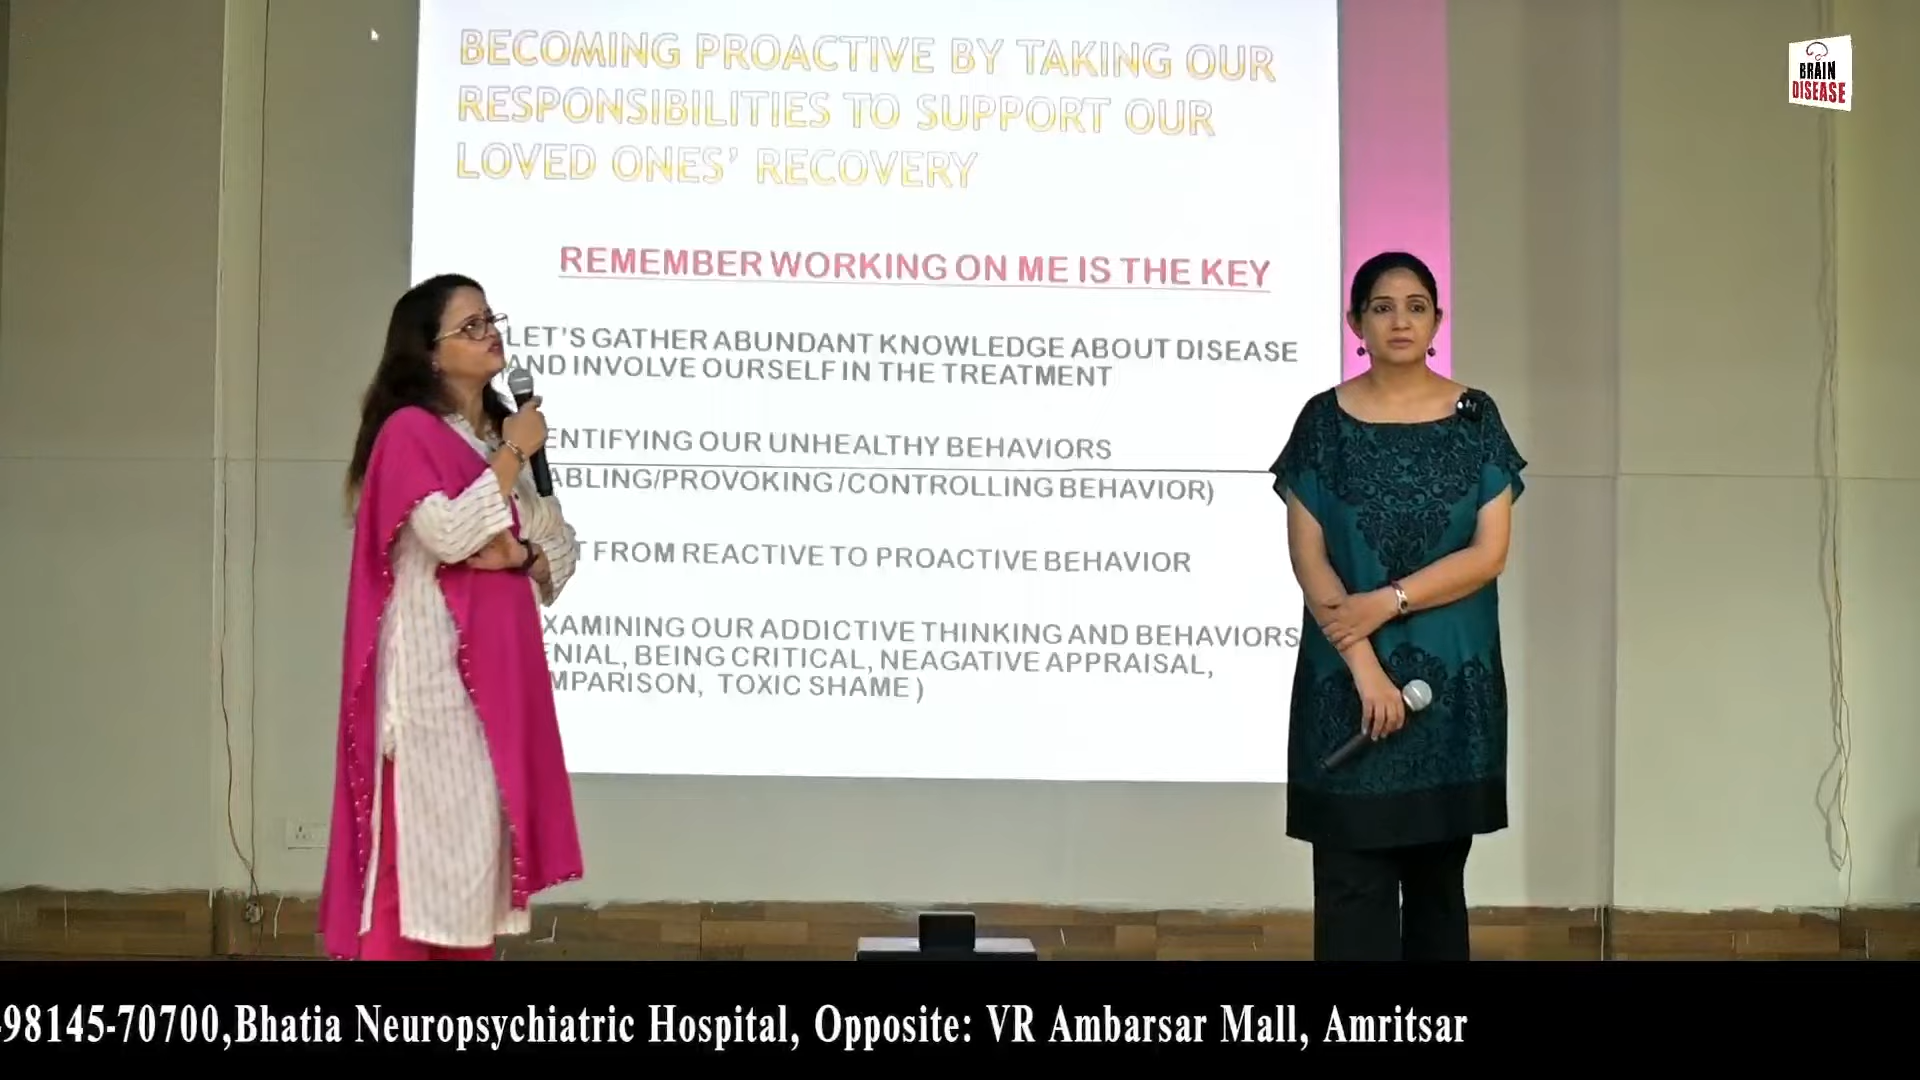 BECOMING PROACTIVE BY TAKING OUR
RESPONSIBILITIES TO SUPPORT OUR
LOVED ONES' RECOVERY
BRAIN
DISEASE
REMEMBER WORKING ON ME IS THE KEY
LET'S GATHER ABUNDANT KNOWLEDGE ABOUT DISEASE
AND INVOLVE OURSELF IN THE TREATMENT
ENTIFYING OUR UNHEALTHY BEHAVIORS
ABLING/PROVOKING /CONTROLLING BEHAVIOR)
T FROM REACTIVE TO PROACTIVE BEHAVIOR
XAMINING OUR ADDICTIVE THINKING AND BEHAVIORS
ENIAL, BEING CRITICAL, NEAGATIVE APPRAISAL,
MPARISON, TOXIC SHAME )
-98145-70700,Bhatia Neuropsychiatric Hospital, Opposite: VR Ambarsar Mall, Amritsar